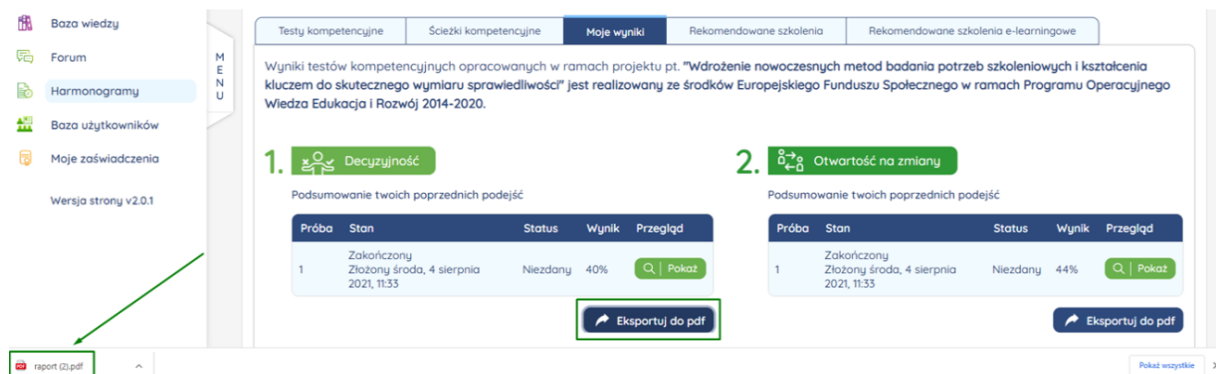 Baza wiedzy
Forum
Harmonogramy
Baza użytkowników
Moje zaświadczenia
Wersja strony v2.0.1
MENU
Testy kompetencyjne Ścieżki kompetencyjne Moje wyniki Rekomendowane szkolenia Rekomendowane szkolenia e-learningowe
Wyniki testów kompetencyjnych opracowanych w ramach projektu pt. "Wdrożenie nowoczesnych metod badania potrzeb szkoleniowych i kształcenia
kluczem do skutecznego wymiaru sprawiedliwości" jest realizowany ze środków Europejskiego Funduszu Społecznego w ramach Programu Operacyjnego
Wiedza Edukacja i Rozwój 2014-2020.
1. Decyzyjność
Podsumowanie twoich poprzednich podejść
Próba Stan Status Wynik Przegląd
1 Zakończony
Złożony środa, 4 sierpnia Niezdany 40% Pokaż
2021, 11:33
Eksportuj do pdf
2. Otwartość na zmiany
Podsumowanie twoich poprzednich podejść
Próba Stan Status Wynik Przegląd
1 Zakończony
Złożony środa, 4 sierpnia Niezdany 44% Pokaż
2021, 11:33
Eksportuj do pdf
raport (2).pdf
Pokaż wszystkie